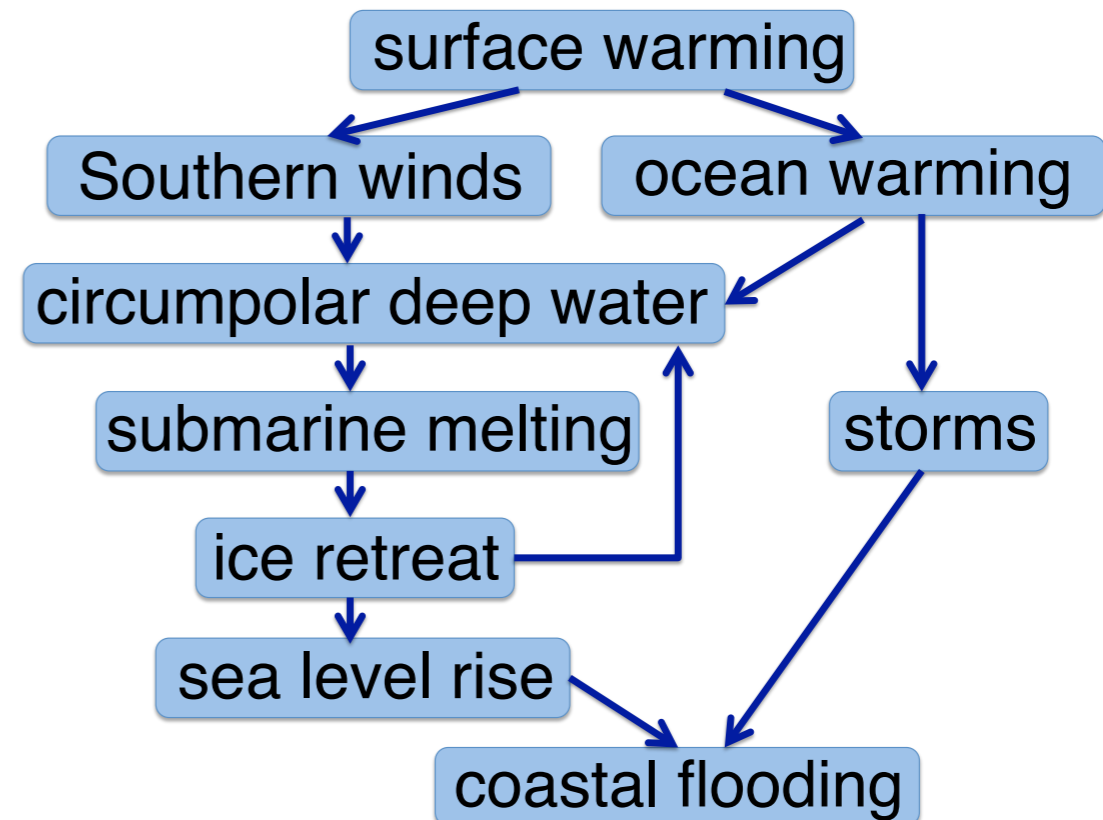 surface warming
Southern winds
ocean warming
circumpolar deep water
submarine melting
storms
ice retreat
sea level rise
coastal flooding